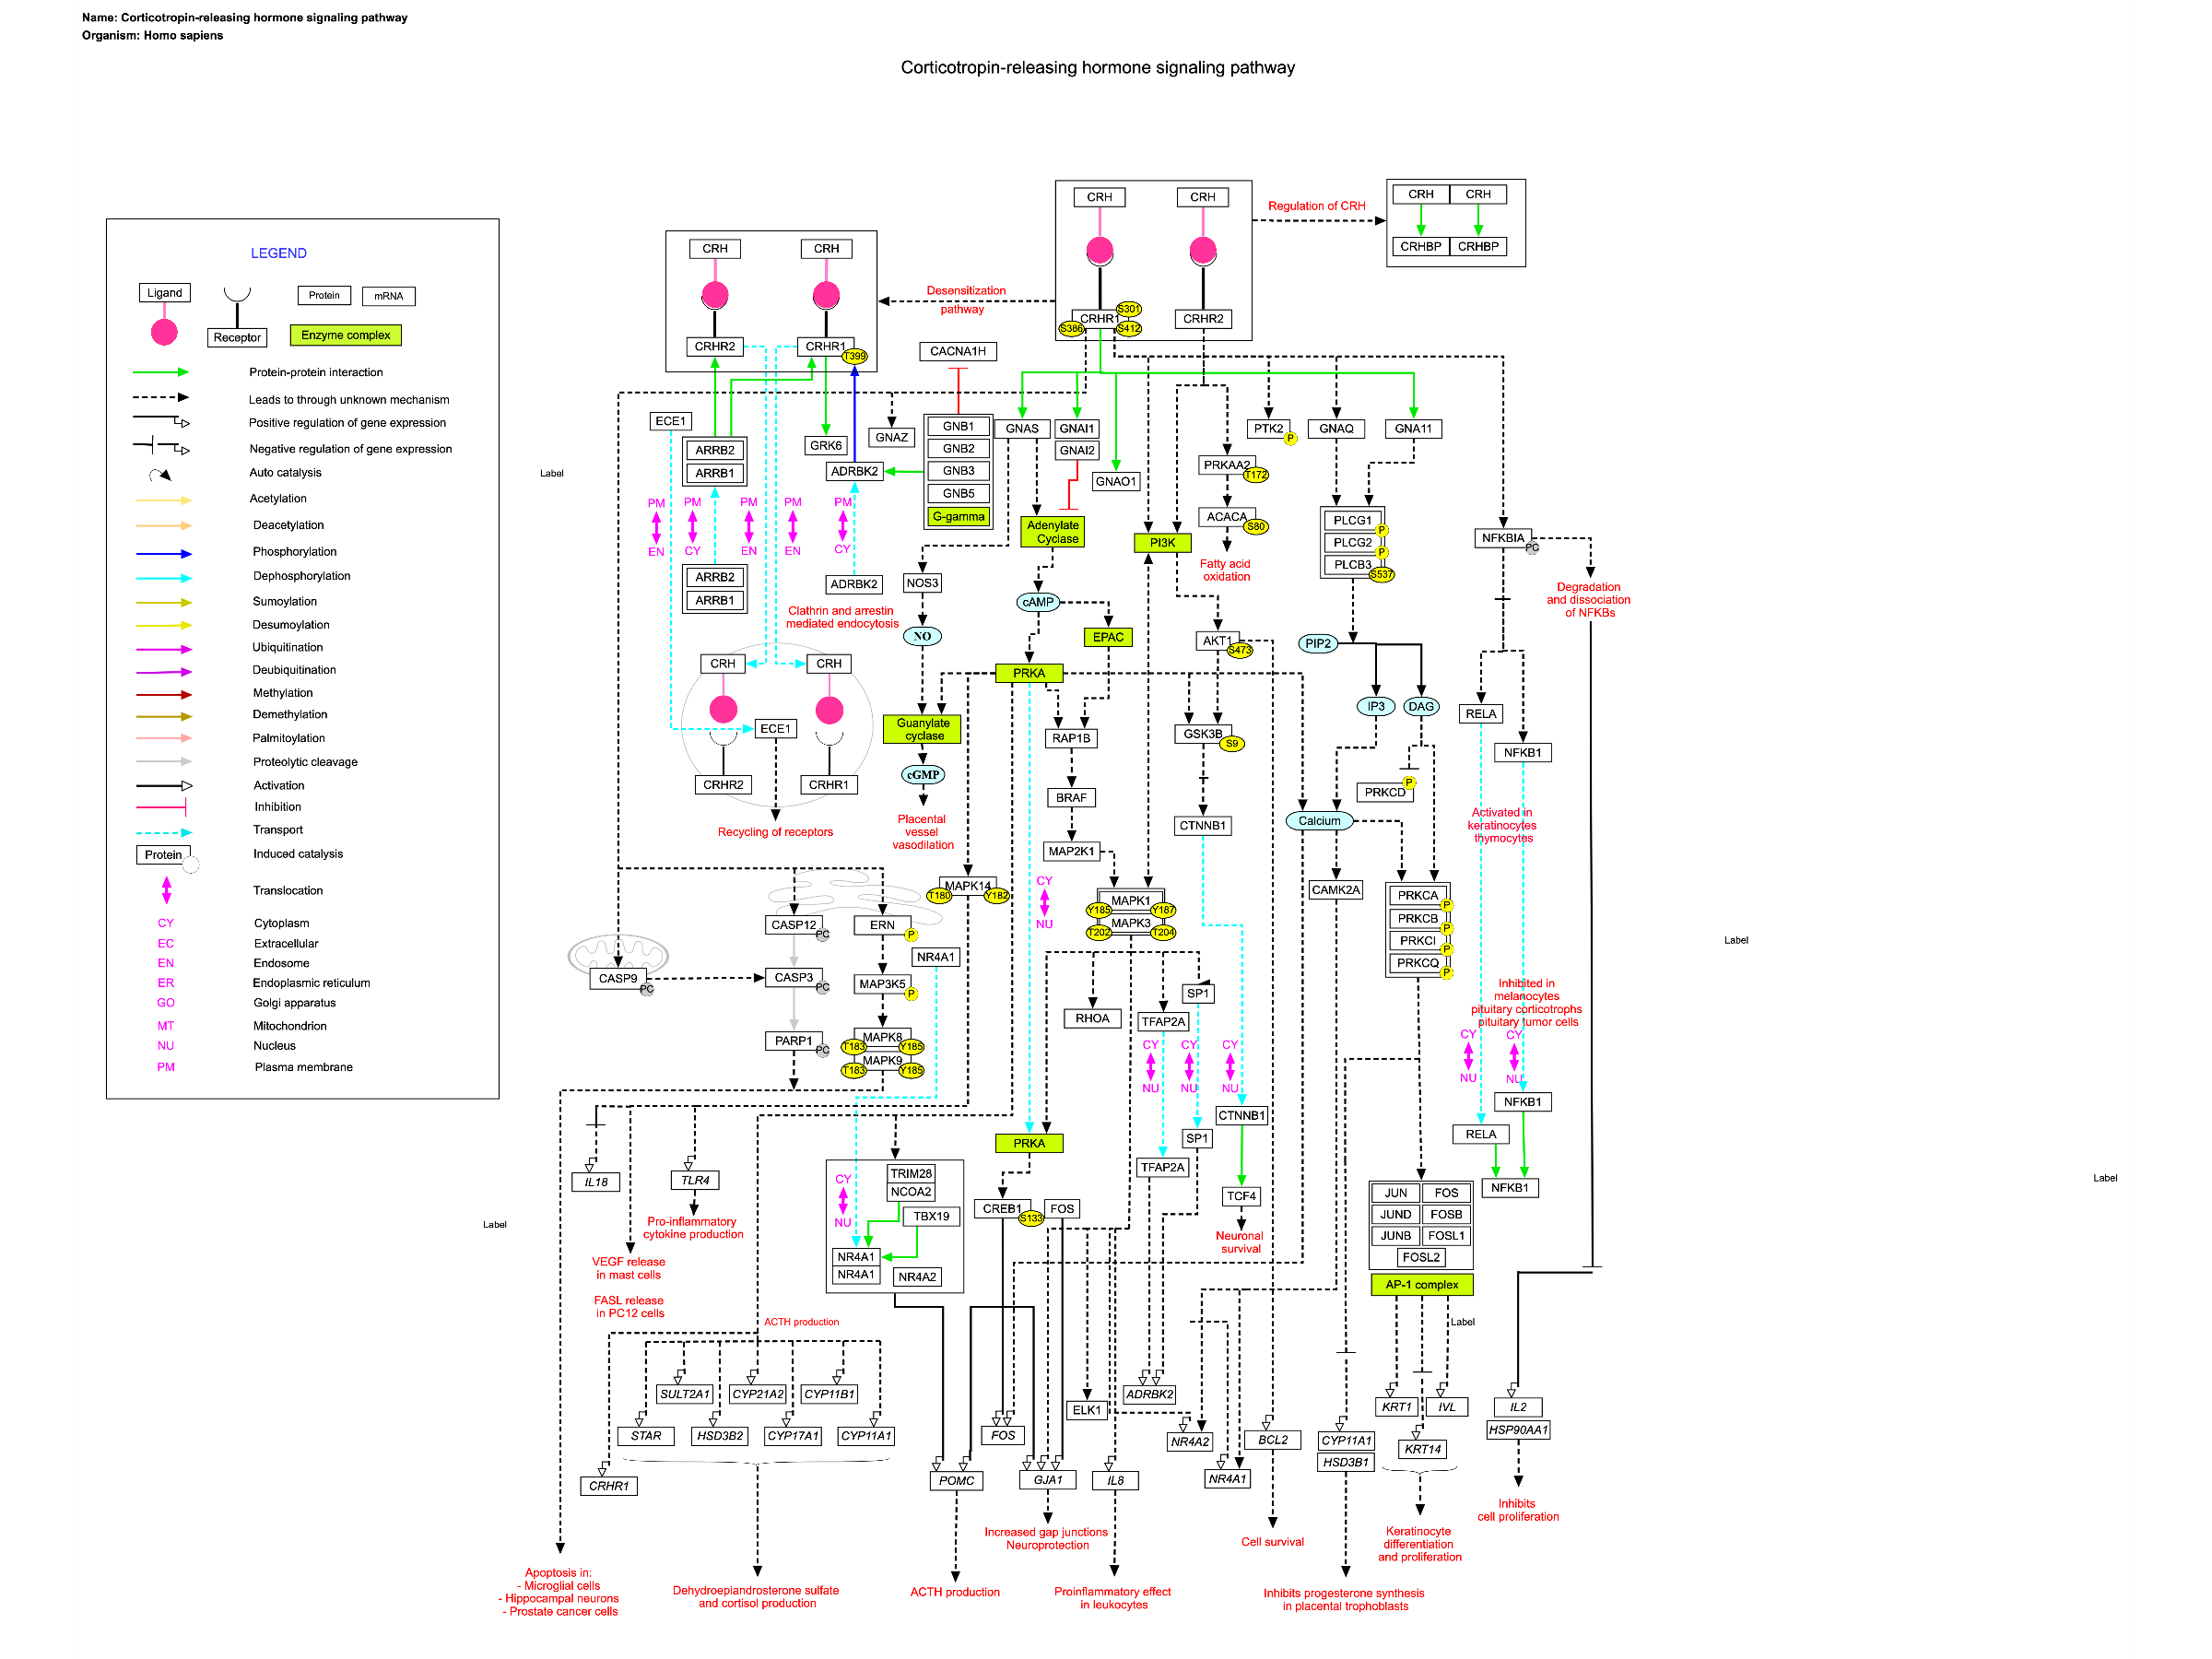 Name: Corticotropin-releasing hormone signaling pathway
Organism: Homo sapiens
Corticotropin-releasing hormone signaling pathway
LEGEND
Ligand
Receptor
Protein
mRNA
Enzyme complex
Protein-protein interaction
Leads to through unknown mechanism
Positive regulation of gene expression
Negative regulation of gene expression
Auto catalysis
Acetylation
Deacetylation
Phosphorylation
Dephosphorylation
Sumoylation
Desumoylation
Ubiquitination
Deubiquitination
Methylation
Demethylation
Palmitoylation
Proteolytic cleavage
Activation
Inhibition
Transport
Protein
Induced catalysis
Translocation
CY Cytoplasm
EC Extracellular
EN Endosome
ER Endoplasmic reticulum
GO Golgi apparatus
MT Mitochondrion
NU Nucleus
PM Plasma membrane
CRH CRH
CRHR1 CRHR2
S301
S386 S412
Regulation of CRH
CRH CRH
CRHBP CRHBP
Desensitization
pathway
CRH CRH
CRHR2 CRHR1
T399
CACNA1H
ECE1
ARRB2
ARRB1
GRK6
GNAZ
ADRBK2
GNB1
GNB2
GNB3
GNB5
G-gamma
GNAS
GNAI1
GNAI2
GNAO1
PTK2
P
GNAQ
GNA11
PRKAA2
T172
ACACA
S80
Fatty acid
oxidation
Label
PM PM PM PM PM
EN CY EN EN CY
ARRB2
ARRB1
ADRBK2
Clathrin and arrestin
mediated endocytosis
Adenylate
Cyclase
PI3K
PLCG1
P
PLCG2
P
PLCB3
S537
NFKBIA
PC
Degradation
and dissociation
of NFKBs
NOS3
NO
cAMP
EPAC
PRKA
AKT1
S473
PIP2
IP3
DAG
CRH CRH
ECE1
CRHR2 CRHR1
Recycling of receptors
Guanylate
cyclase
cGMP
Placental
vessel
vasodilation
RAP1B
BRAF
MAP2K1
GSK3B
S9
CTNNB1
PRKCD
P
Calcium
RELA
NFKB1
Activated in
keratinocytes
thymocytes
MAPK14
T180 Y182
CY
NU
MAPK1
Y185 Y187
MAPK3
T202 T204
CAMK2A
PRKCA
P
PRKCB
P
PRKCI
P
PRKCQ
P
Label
CASP12
PC
ERN
P
NR4A1
CASP9
PC
CASP3
PC
MAP3K5
P
PARP1
PC
MAPK8
T183 Y185
MAPK9
T183 Y185
RHOA
TFAP2A
SP1
CY CY CY
NU NU NU
Inhibited in
melanocytes
pituitary corticotrophs
pituitary tumor cells
CY CY
NU NU
NFKB1
RELA
NFKB1
CTNNB1
SP1
TFAP2A
TCF4
Neuronal
survival
PRKA
CREB1
S133
FOS
IL18
TLR4
Pro-inflammatory
cytokine production
VEGF release
in mast cells
FASL release
in PC12 cells
Label
CY
NU
TRIM28
NCOA2
TBX19
NR4A1
NR4A1
NR4A2
JUN FOS
JUND FOSB
JUNB FOSL1
FOSL2
AP-1 complex
Label
Label
ACTH production
SULT2A1
CYP21A2
CYP11B1
STAR
HSD3B2
CYP17A1
CYP11A1
CRHR1
FOS
ELK1
ADRBK2
NR4A2
NR4A1
BCL2
CYP11A1
HSD3B1
KRT1
IVL
KRT14
IL2
HSP90AA1
POMC
GJA1
IL8
Inhibits
cell proliferation
Increased gap junctions
Neuroprotection
Cell survival
Keratinocyte
differentiation
and proliferation
Apoptosis in:
- Microglial cells
- Hippocampal neurons
- Prostate cancer cells
Dehydroepiandrosterone sulfate
and cortisol production
ACTH production
Proinflammatory effect
in leukocytes
Inhibits progesterone synthesis
in placental trophoblasts